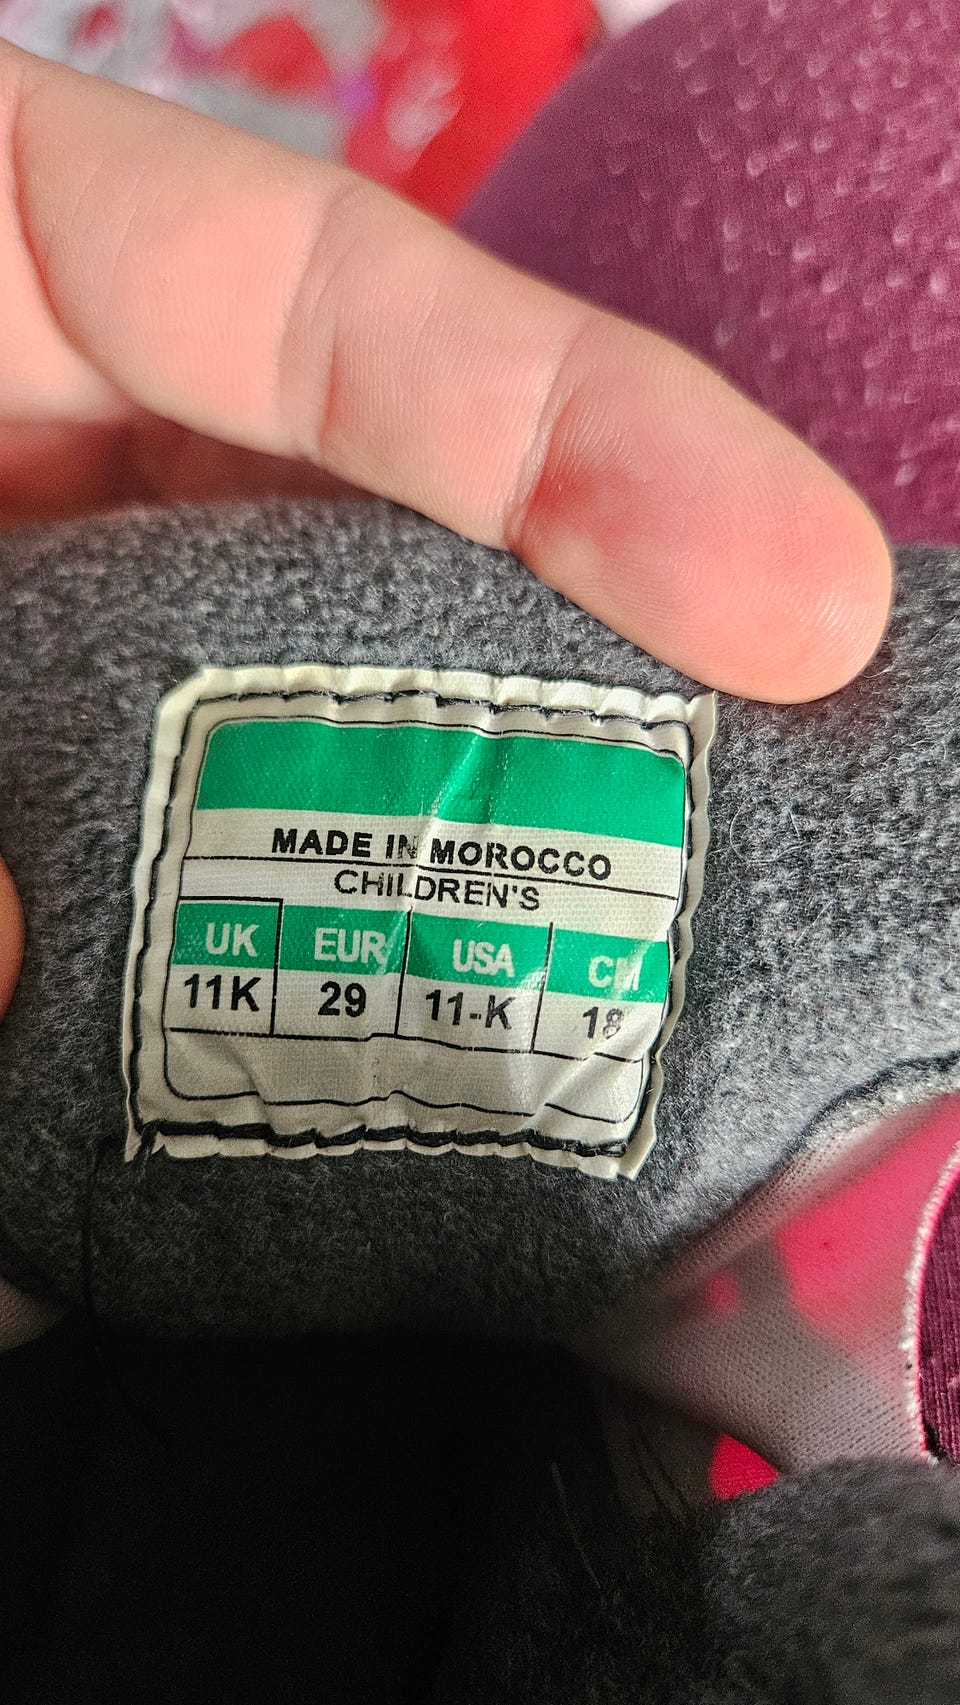 MADE IN MOROCCO
CHILDREN'S
UK EUR USA CM
11K 29 11-K 18